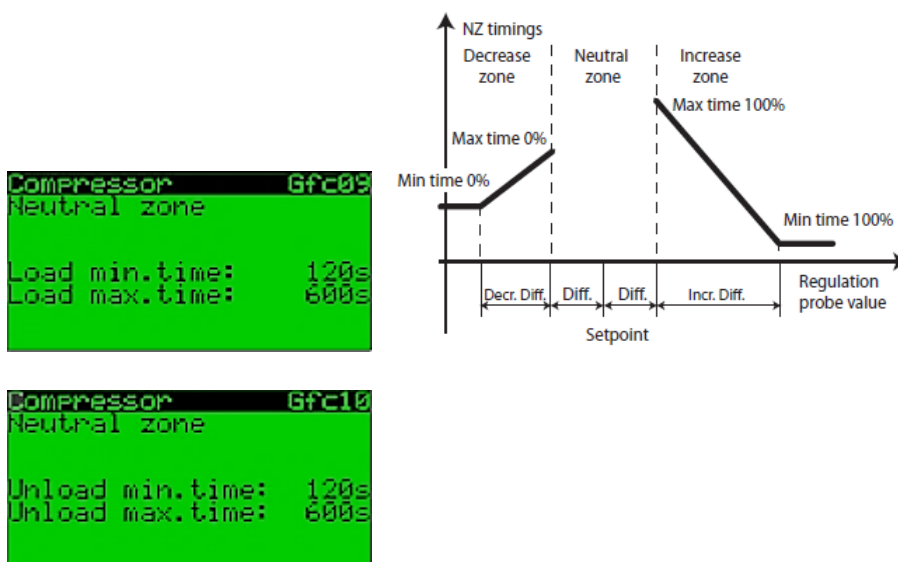 Compressor Gfc09
Neutral zone
Load min.time: 120s
Load max.time: 600s
Compressor Gfc10
Neutral zone
Unload min.time: 120s
Unload max.time: 600s
NZ timings
Decrease zone
Neutral zone
Increase zone
Max time 100%
Max time 0%
Min time 0%
Min time 100%
Decr. Diff.
Diff.
Diff.
Incr. Diff.
Regulation probe value
Setpoint